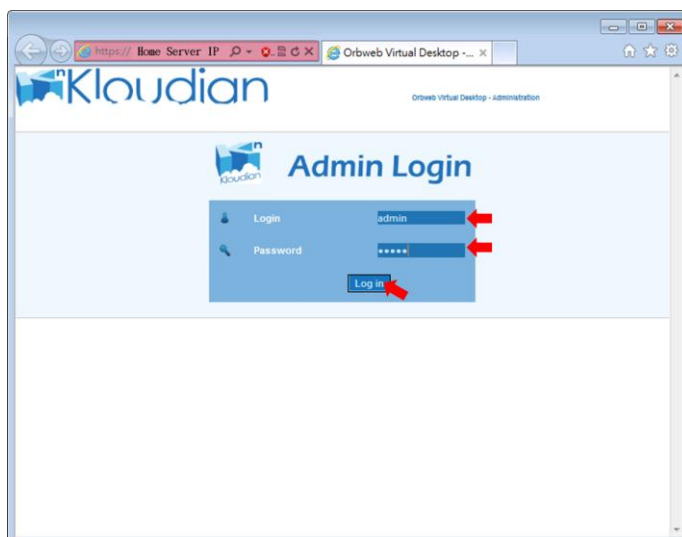 https:// Home Server IP
Orbweb Virtual Desktop -...
nKloudian
Orbweb Virtual Desktop - Administration
n
Kloudian
Admin Login
Login admin
Password •••••
Log in